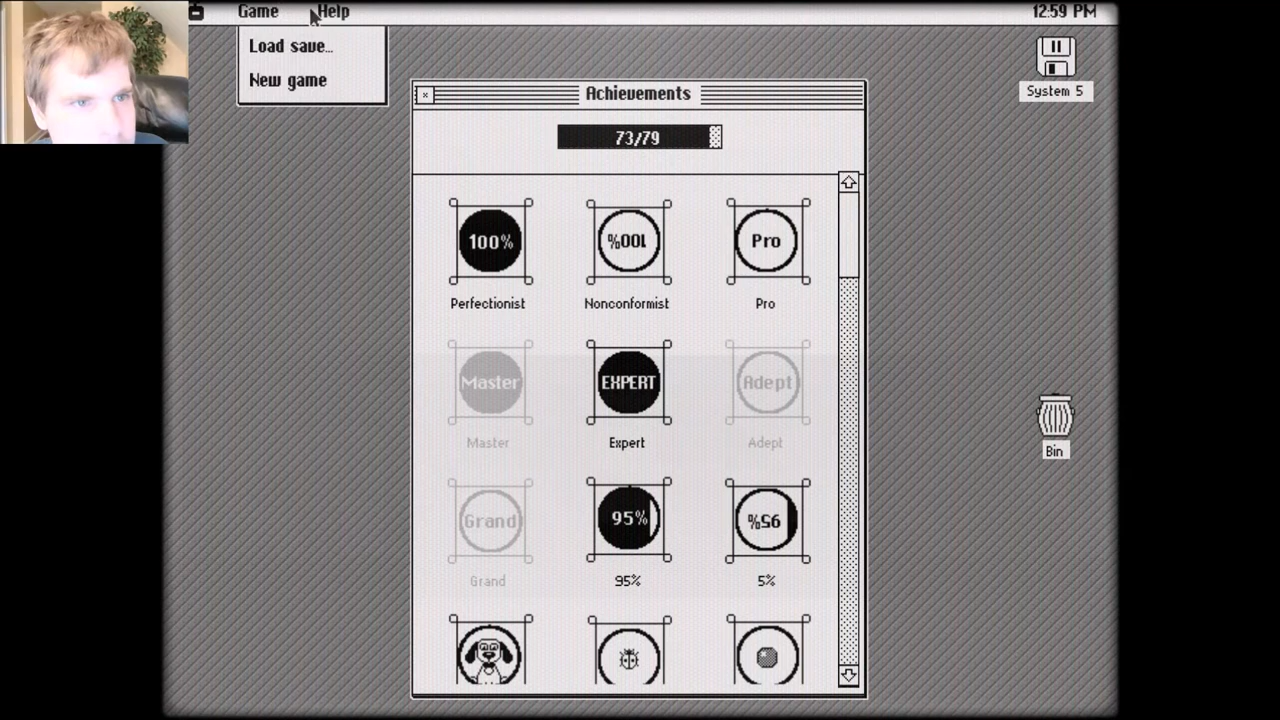 Game Help 12:59 PM
Load save...
New game
System 5
Achievements
73/79
100% %001 Pro
Perfectionist Nonconformist Pro
Master EXPERT Adept
Master Expert Adept
Grand 95% %56
Grand 95% 5%
Bin